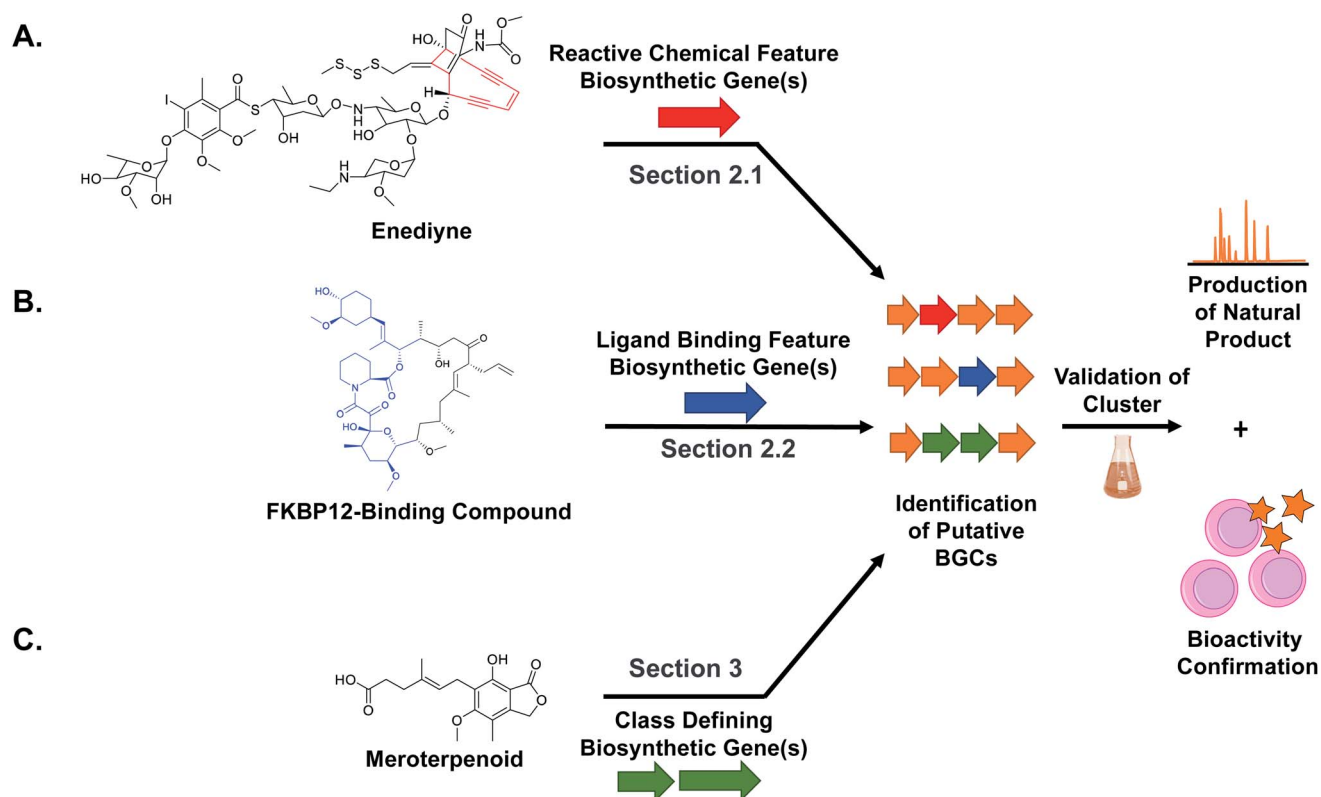 A.
Reactive Chemical Feature
Biosynthetic Gene(s)
Section 2.1
Enediyne
B.
Ligand Binding Feature
Biosynthetic Gene(s)
Section 2.2
FKBP12-Binding Compound
C.
Section 3
Class Defining
Biosynthetic Gene(s)
Meroterpenoid
Identification
of Putative
BGCs
Validation of
Cluster
Production
of Natural
Product
+
Bioactivity
Confirmation